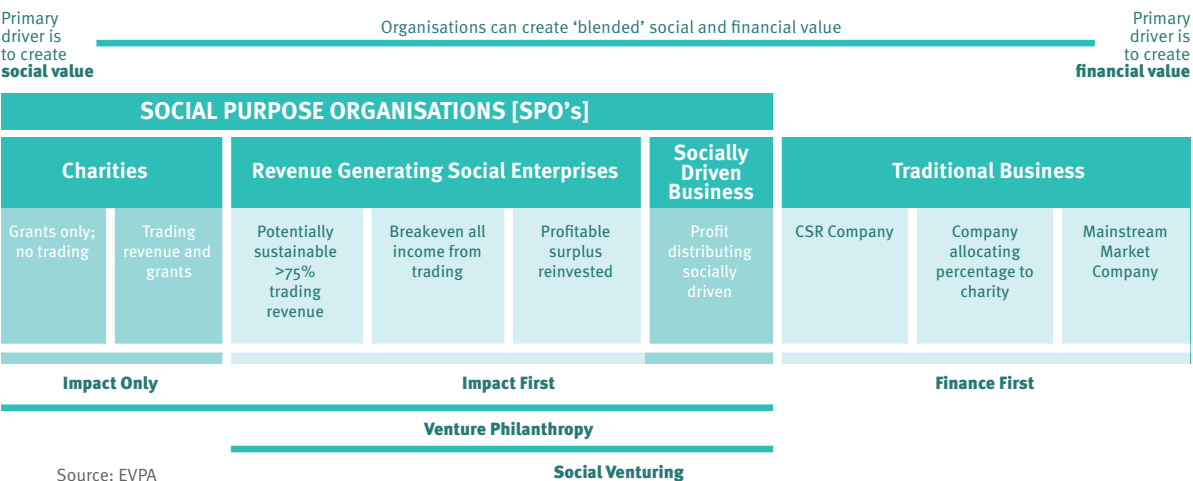 Primary
driver is
to create
social value
Organisations can create ‘blended’ social and financial value
Primary
driver is
to create
financial value
SOCIAL PURPOSE ORGANISATIONS [SPO's]
Charities
Revenue Generating Social Enterprises
Socially
Driven
Business
Traditional Business
Grants only;
no trading
Trading
revenue and
grants
Potentially
sustainable
>75%
trading
revenue
Breakeven all
income from
trading
Profitable
surplus
reinvested
Profit
distributing
socially
driven
CSR Company
Company
allocating
percentage to
charity
Mainstream
Market
Company
Impact Only
Impact First
Finance First
Venture Philanthropy
Social Venturing
Source: EVPA